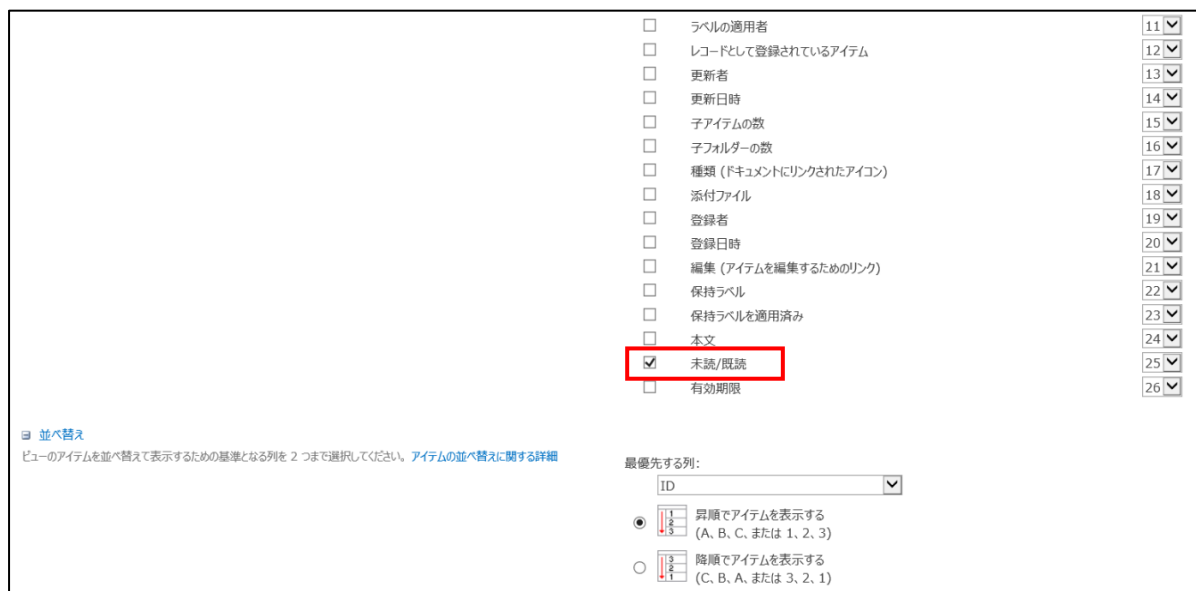 ラベルの適用者 11
レコードとして登録されているアイテム 12
更新者 13
更新日時 14
子アイテムの数 15
子フォルダーの数 16
種類 (ドキュメントにリンクされたアイコン) 17
添付ファイル 18
登録者 19
登録日時 20
編集 (アイテムを編集するためのリンク) 21
保持ラベル 22
保持ラベルを適用済み 23
本文 24
未読/既読 25
有効期限 26
並べ替え
ビューのアイテムを並べ替えて表示するための基準となる列を 2 つまで選択してください。アイテムの並べ替えに関する詳細
最優先する列:
ID
1
2
3
昇順でアイテムを表示する
(A、B、C、または 1、2、3)
3
2
1
降順でアイテムを表示する
(C、B、A、または 3、2、1)